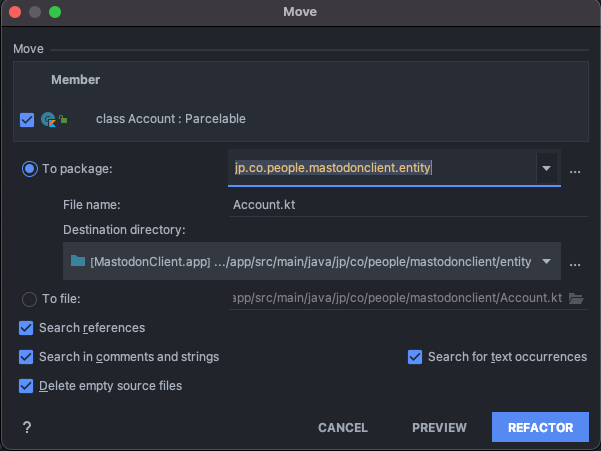 Move
Move
Member
class Account : Parcelable
To package: jp.co.people.mastodonclient.entity ...
File name: Account.kt
Destination directory:
[MastodonClient.app] .../app/src/main/java/jp/co/people/mastodonclient/entity ...
To file: app/src/main/java/jp/co/people/mastodonclient/Account.kt
Search references
Search in comments and strings Search for text occurrences
Delete empty source files
? CANCEL PREVIEW REFACTOR